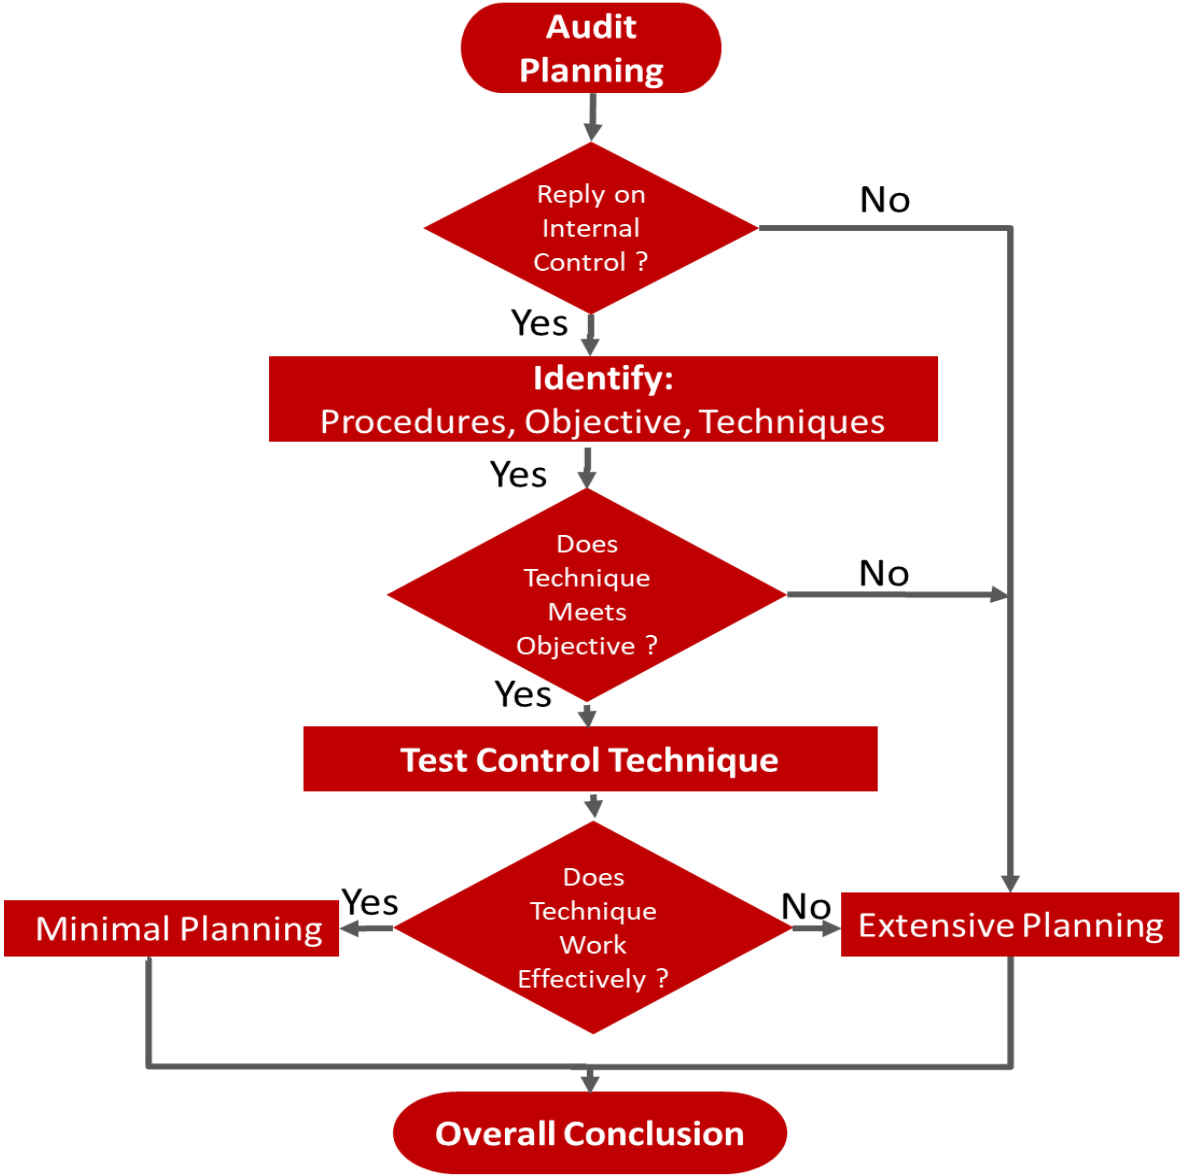 Audit
Planning
Reply on
Internal
Control ?
No
Yes
Identify:
Procedures, Objective, Techniques
Yes
Does
Technique
Meets
Objective ?
No
Yes
Test Control Technique
Does
Technique
Work
Effectively ?
Yes
No
Minimal Planning
Extensive Planning
Overall Conclusion